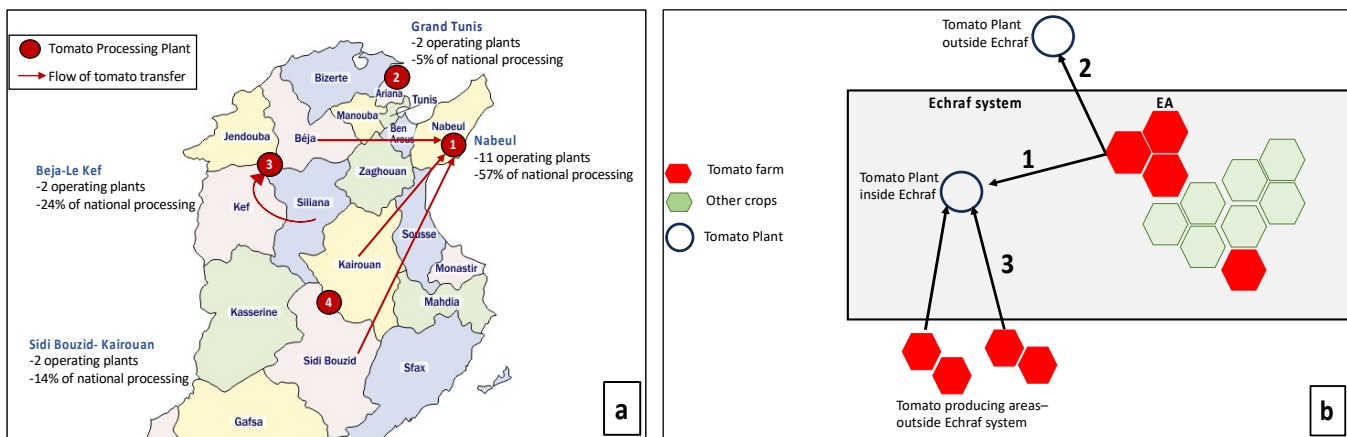 Tomato Processing Plant
Flow of tomato transfer
Grand Tunis
-2 operating plants
-5% of national processing
Bizerte
2
Ariana
Tunis
Manouba
Nabeul
Jendouba
Béja
Ben
Arous
1
Nabeul
-11 operating plants
-57% of national processing
Beja-Le Kef
-2 operating plants
-24% of national processing
3
Zaghouan
Kef
Siliana
Sousse
Kairouan
Monastir
4
Mahdia
Kasserine
Sidi Bouzid- Kairouan
-2 operating plants
-14% of national processing
Sidi Bouzid
Sfax
Gafsa
a
Tomato Plant
outside Echraf
2
Echraf system
EA
1
Tomato farm
Tomato Plant
inside Echraf
Other crops
Tomato Plant
3
Tomato producing areas–
outside Echraf system
b